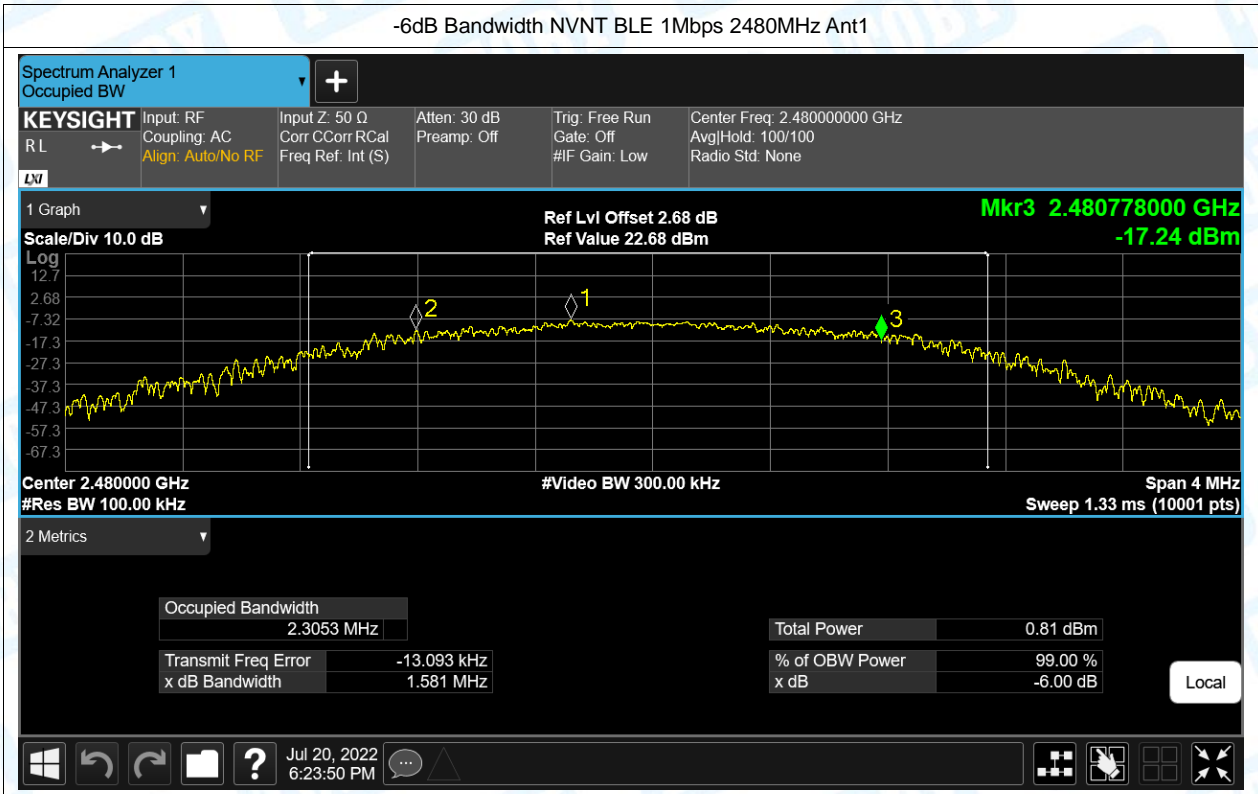 -6dB Bandwidth NVNT BLE 1Mbps 2480MHz Ant1
Spectrum Analyzer 1
Occupied BW
KEYSIGHT
R L
LXI
Input: RF
Coupling: AC
Align: Auto/No RF
Input Z: 50 Ω
Corr CCorr RCal
Freq Ref: Int (S)
Atten: 30 dB
Preamp: Off
Trig: Free Run
Gate: Off
#IF Gain: Low
Center Freq: 2.480000000 GHz
Avg|Hold: 100/100
Radio Std: None
1 Graph
Scale/Div 10.0 dB
Ref Lvl Offset 2.68 dB
Ref Value 22.68 dBm
Mkr3 2.480778000 GHz
-17.24 dBm
Log
12.7
2.68
-7.32
-17.3
-27.3
-37.3
-47.3
-57.3
-67.3
2
1
3
Center 2.480000 GHz
#Res BW 100.00 kHz
#Video BW 300.00 kHz
Span 4 MHz
Sweep 1.33 ms (10001 pts)
2 Metrics
Occupied Bandwidth
2.3053 MHz
Transmit Freq Error -13.093 kHz
x dB Bandwidth 1.581 MHz
Total Power 0.81 dBm
% of OBW Power 99.00 %
x dB -6.00 dB
Local
?
Jul 20, 2022
6:23:50 PM